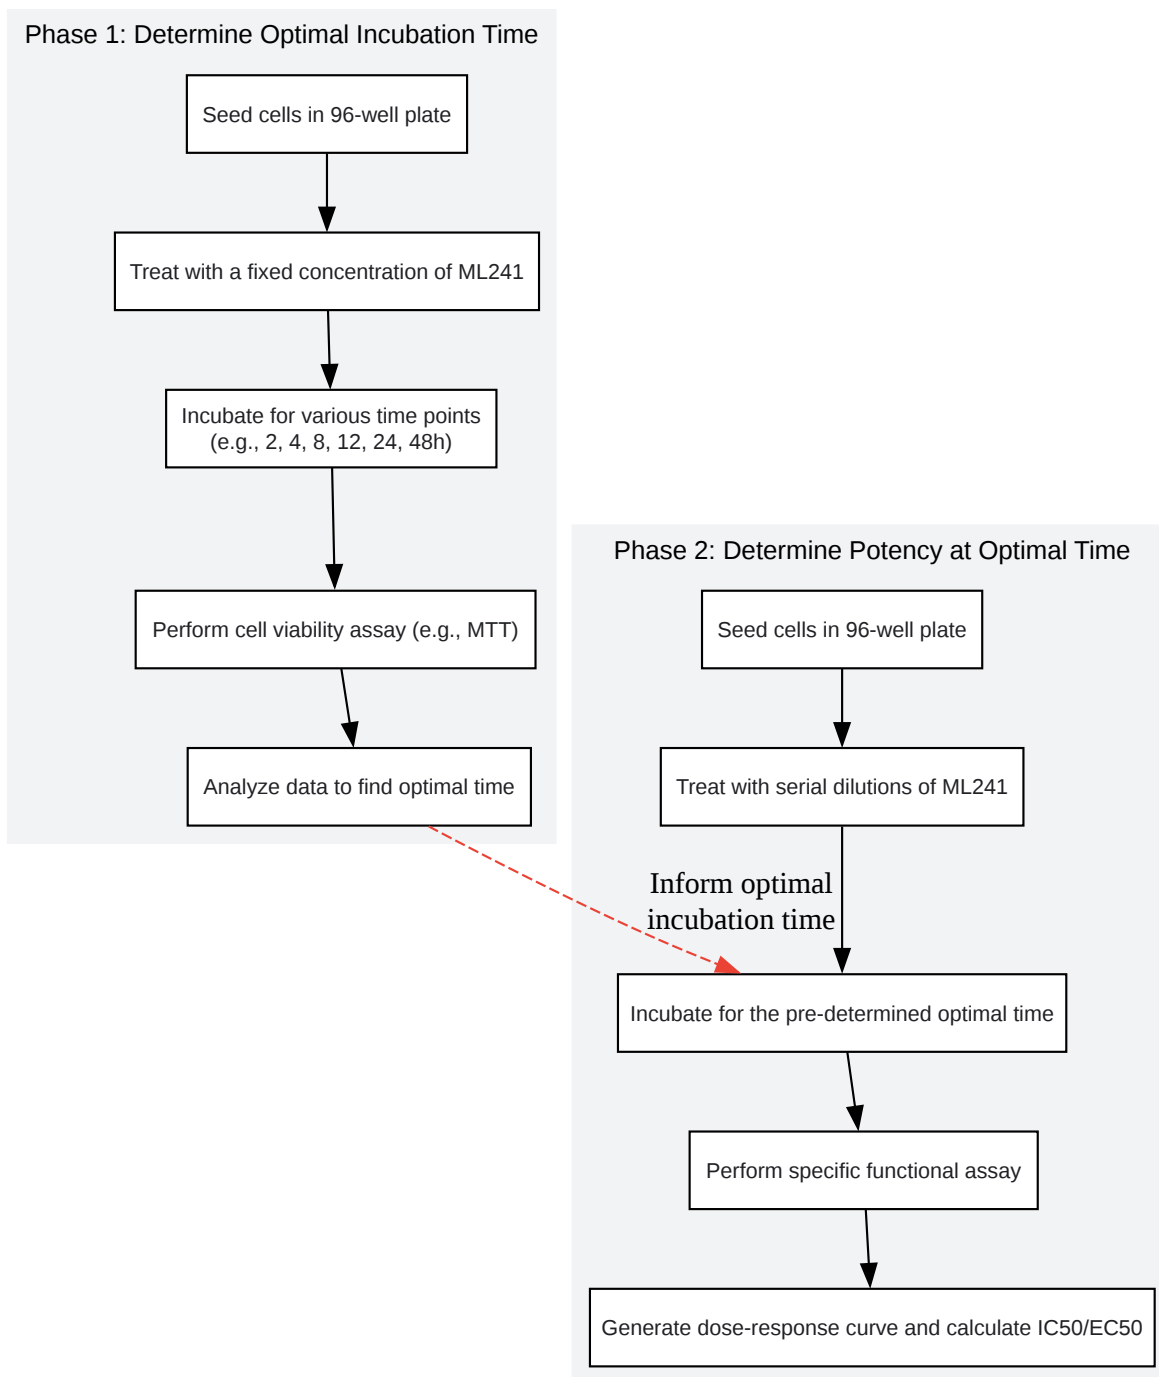 Phase 1: Determine Optimal Incubation Time
Seed cells in 96-well plate
Treat with a fixed concentration of ML241
Incubate for various time points
(e.g., 2, 4, 8, 12, 24, 48h)
Perform cell viability assay (e.g., MTT)
Analyze data to find optimal time
Phase 2: Determine Potency at Optimal Time
Seed cells in 96-well plate
Treat with serial dilutions of ML241
Inform optimal
incubation time
Incubate for the pre-determined optimal time
Perform specific functional assay
Generate dose-response curve and calculate IC50/EC50